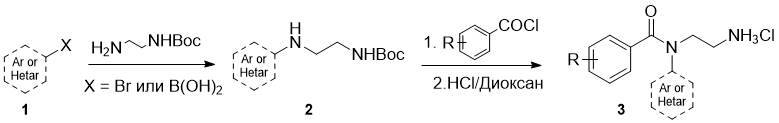 X
Ar or
Hetar
1
H₂N
NHBoc
X = Br или B(OH)₂
H
N
NHBoc
Ar or
Hetar
2
1.
R
COCl
2.HCl/Диоксан
O
R
N
NH₃Cl
Ar or
Hetar
3